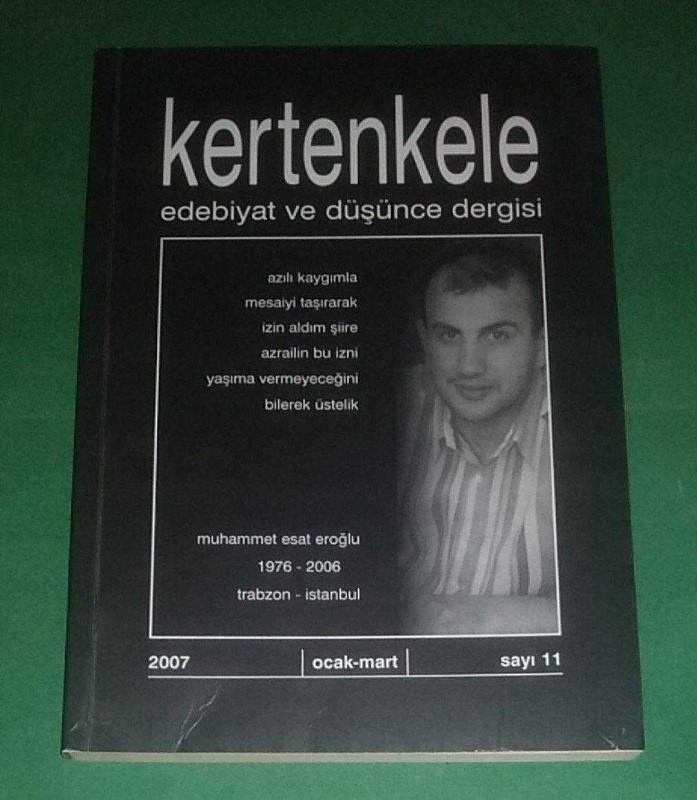 kertenkele
edebiyat ve düşünce dergisi
azılı kaygımla
mesaiyi taşırarak
izin aldım şiire
azrailin bu izni
yaşıma vermeyeceğini
bilerek üstelik
muhammet esat eroğlu
1976 - 2006
trabzon - istanbul
2007 ocak-mart sayı 11